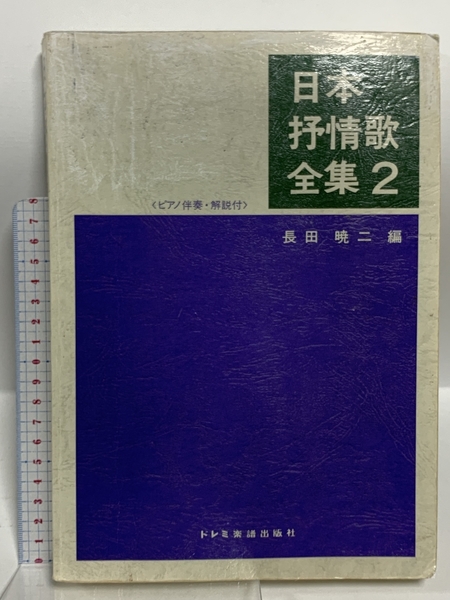 日本
抒情歌
全集2
〈ピアノ伴奏・解説付〉
長田 暁二 編
ドレミ楽譜出版社